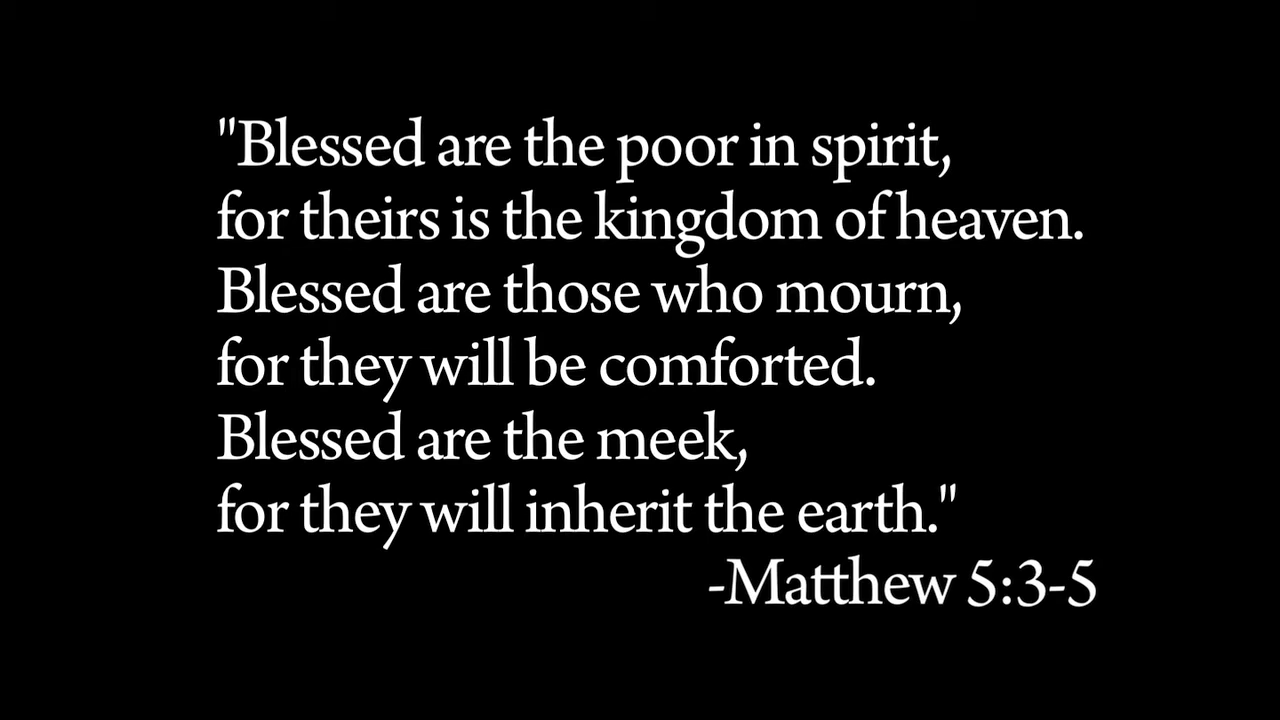 "Blessed are the poor in spirit,
for theirs is the kingdom of heaven.
Blessed are those who mourn,
for they will be comforted.
Blessed are the meek,
for they will inherit the earth."
-Matthew 5:3-5